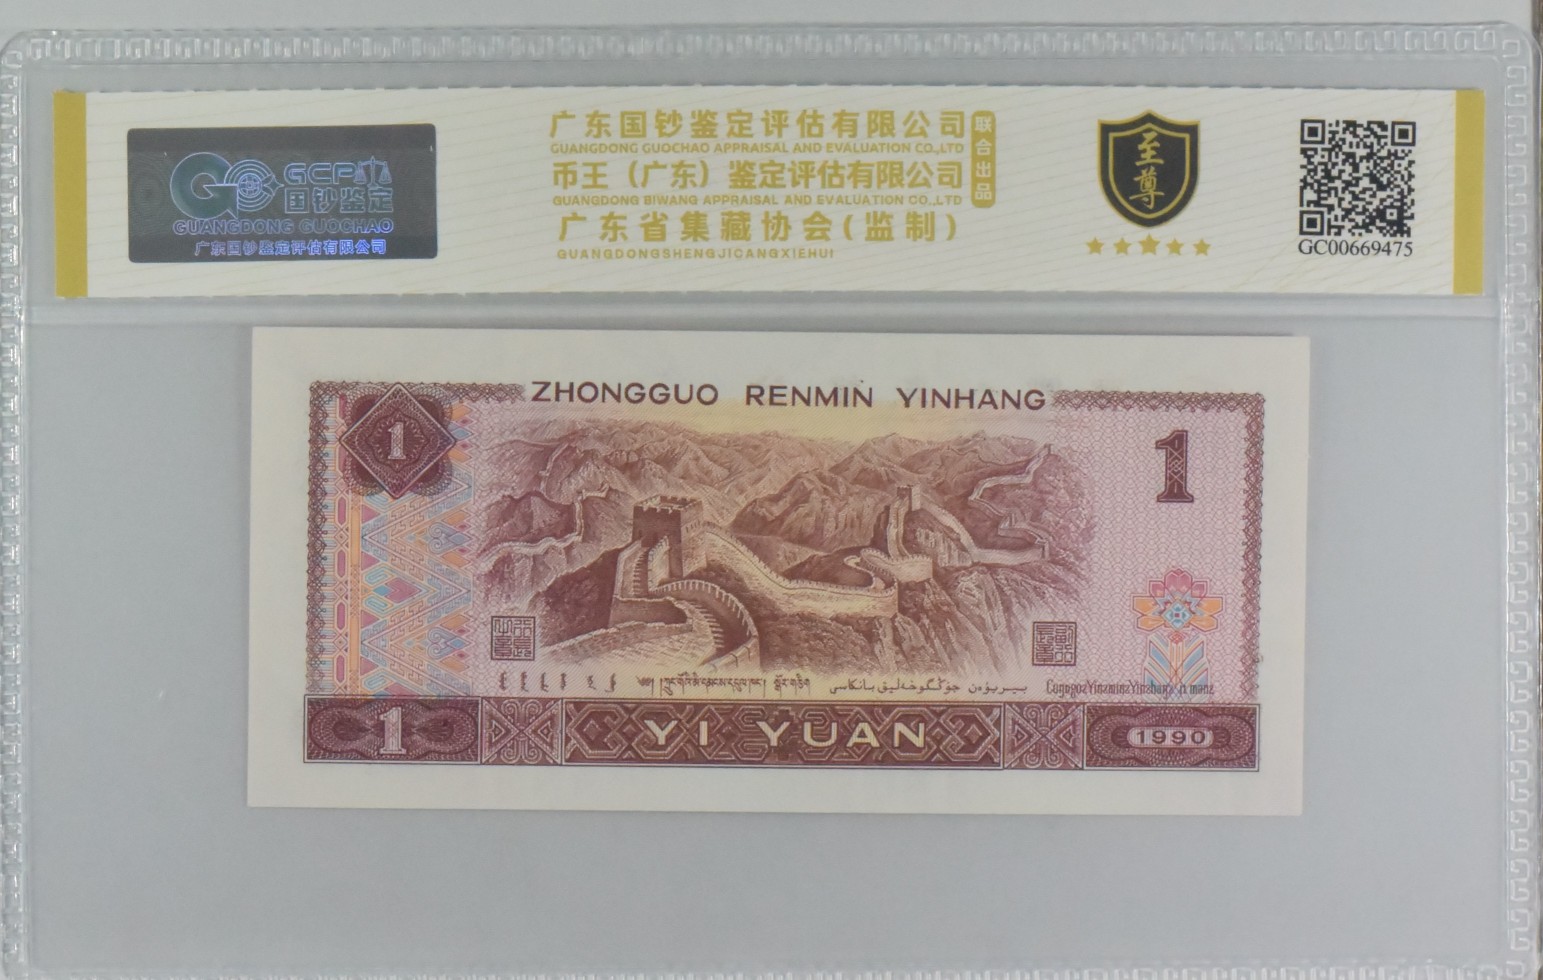 GCP
国钞鉴定
GUANGDONG GUOCHAO
广东国钞鉴定评估有限公司
广东国钞鉴定评估有限公司
GUANGDONG GUOCHAO APPRAISAL AND EVALUATION CO.,LTD
币王（广东）鉴定评估有限公司
GUANGDONG BIWANG APPRAISAL AND EVALUATION CO.,LTD
广东省集藏协会(监制)
GUANGDONGSHENGJICANGXIEHUI
联合出品
至尊
GC00669475
ZHONGGUO RENMIN YINHANG
1
1
1
YI YUAN
1990